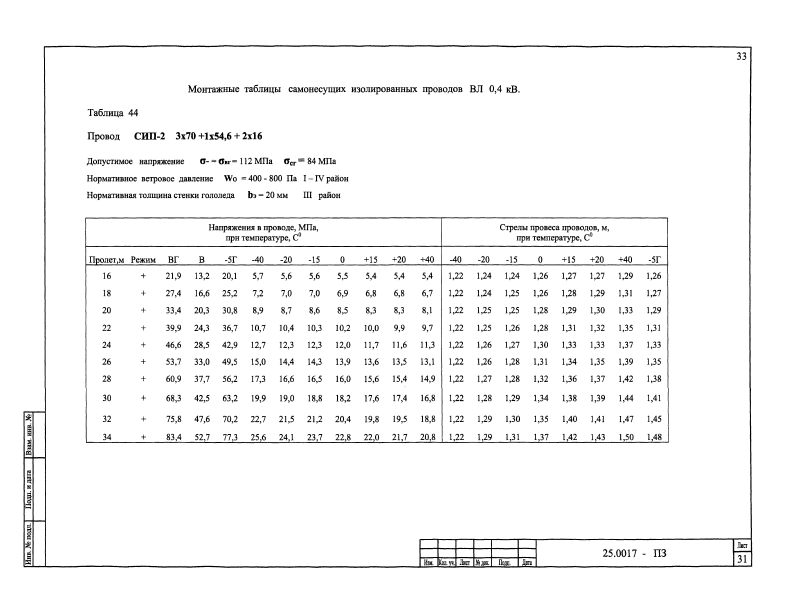 33
Монтажные таблицы самонесущих изолированных проводов ВЛ 0,4 кВ.
Таблица 44
Провод СИП-2 3х70 +1х54,6 + 2х16
Допустимое напряжение σ- = σвг = 112 МПа σсг = 84 МПа
Нормативное ветровое давление Wо = 400 - 800 Па I – IV район
Нормативная толщина стенки гололеда bэ = 20 мм III район
Напряжения в проводе, МПа, при температуре, С⁰ Стрелы провеса проводов, м, при температуре, С⁰
Пролет,м Режим ВГ В -5Г -40 -20 -15 0 +15 +20 +40 -40 -20 -15 0 +15 +20 +40 -5Г
16 + 21,9 13,2 20,1 5,7 5,6 5,6 5,5 5,4 5,4 5,4 1,22 1,24 1,24 1,26 1,27 1,27 1,29 1,26
18 + 27,4 16,6 25,2 7,2 7,0 7,0 6,9 6,8 6,8 6,7 1,22 1,24 1,25 1,26 1,28 1,29 1,31 1,27
20 + 33,4 20,3 30,8 8,9 8,7 8,6 8,5 8,3 8,3 8,1 1,22 1,25 1,25 1,28 1,29 1,30 1,33 1,29
22 + 39,9 24,3 36,7 10,7 10,4 10,3 10,2 10,0 9,9 9,7 1,22 1,25 1,26 1,28 1,31 1,32 1,35 1,31
24 + 46,6 28,5 42,9 12,7 12,3 12,3 12,0 11,7 11,6 11,3 1,22 1,26 1,27 1,30 1,33 1,33 1,37 1,33
26 + 53,7 33,0 49,5 15,0 14,4 14,3 13,9 13,6 13,5 13,1 1,22 1,26 1,28 1,31 1,34 1,35 1,39 1,35
28 + 60,9 37,7 56,2 17,3 16,6 16,5 16,0 15,6 15,4 14,9 1,22 1,27 1,28 1,32 1,36 1,37 1,42 1,38
30 + 68,3 42,5 63,2 19,9 19,0 18,8 18,2 17,6 17,4 16,8 1,22 1,28 1,29 1,34 1,38 1,39 1,44 1,41
32 + 75,8 47,6 70,2 22,7 21,5 21,2 20,4 19,8 19,5 18,8 1,22 1,29 1,30 1,35 1,40 1,41 1,47 1,45
34 + 83,4 52,7 77,3 25,6 24,1 23,7 22,8 22,0 21,7 20,8 1,22 1,29 1,31 1,37 1,42 1,43 1,50 1,48
Взам. инв. №
Подп. и дата
Инв. № подл.
Изм. Кол. уч. Лист № док. Подп. Дата
25.0017 - ПЗ
Лист
31